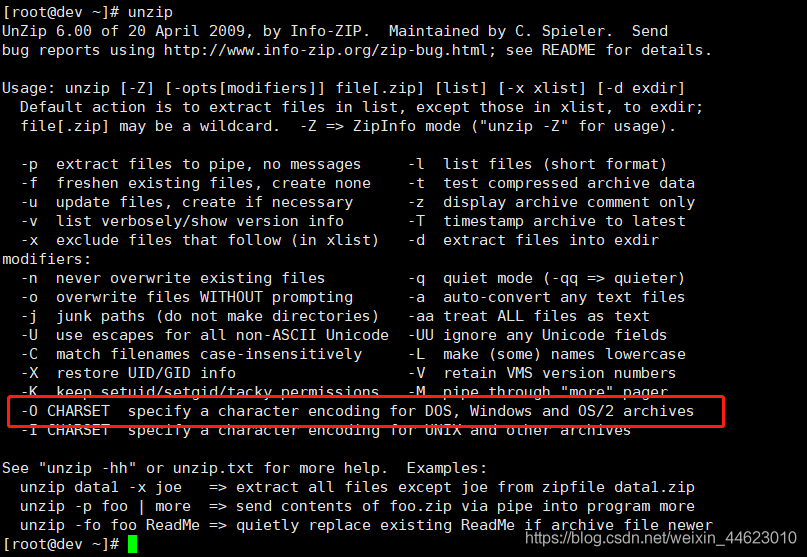 [root@dev ~]# unzip
UnZip 6.00 of 20 April 2009, by Info-ZIP.  Maintained by C. Spieler.  Send
bug reports using http://www.info-zip.org/zip-bug.html; see README for details.

Usage: unzip [-Z] [-opts[modifiers]] file[.zip] [list] [-x xlist] [-d exdir]
  Default action is to extract files in list, except those in xlist, to exdir;
  file[.zip] may be a wildcard.  -Z => ZipInfo mode ("unzip -Z" for usage).

  -p  extract files to pipe, no messages     -l  list files (short format)
  -f  freshen existing files, create none    -t  test compressed archive data
  -u  update files, create if necessary      -z  display archive comment only
  -v  list verbosely/show version info       -T  timestamp archive to latest
  -x  exclude files that follow (in xlist)   -d  extract files into exdir
modifiers:
  -n  never overwrite existing files         -q  quiet mode (-qq => quieter)
  -o  overwrite files WITHOUT prompting      -a  auto-convert any text files
  -j  junk paths (do not make directories)   -aa treat ALL files as text
  -U  use escapes for all non-ASCII Unicode  -UU ignore any Unicode fields
  -C  match filenames case-insensitively     -L  make (some) names lowercase
  -X  restore UID/GID info                   -V  retain VMS version numbers
  -K  keep setuid/setgid/tacky permissions   -M  pipe through "more" pager
  -O CHARSET  specify a character encoding for DOS, Windows and OS/2 archives
  -I CHARSET  specify a character encoding for UNIX and other archives

See "unzip -hh" or unzip.txt for more help.  Examples:
  unzip data1 -x joe   => extract all files except joe from zipfile data1.zip
  unzip -p foo | more  => send contents of foo.zip via pipe into program more
  unzip -fo foo ReadMe => quietly replace existing ReadMe if archive file newer
[root@dev ~]#
https://blog.csdn.net/weixin_44623010